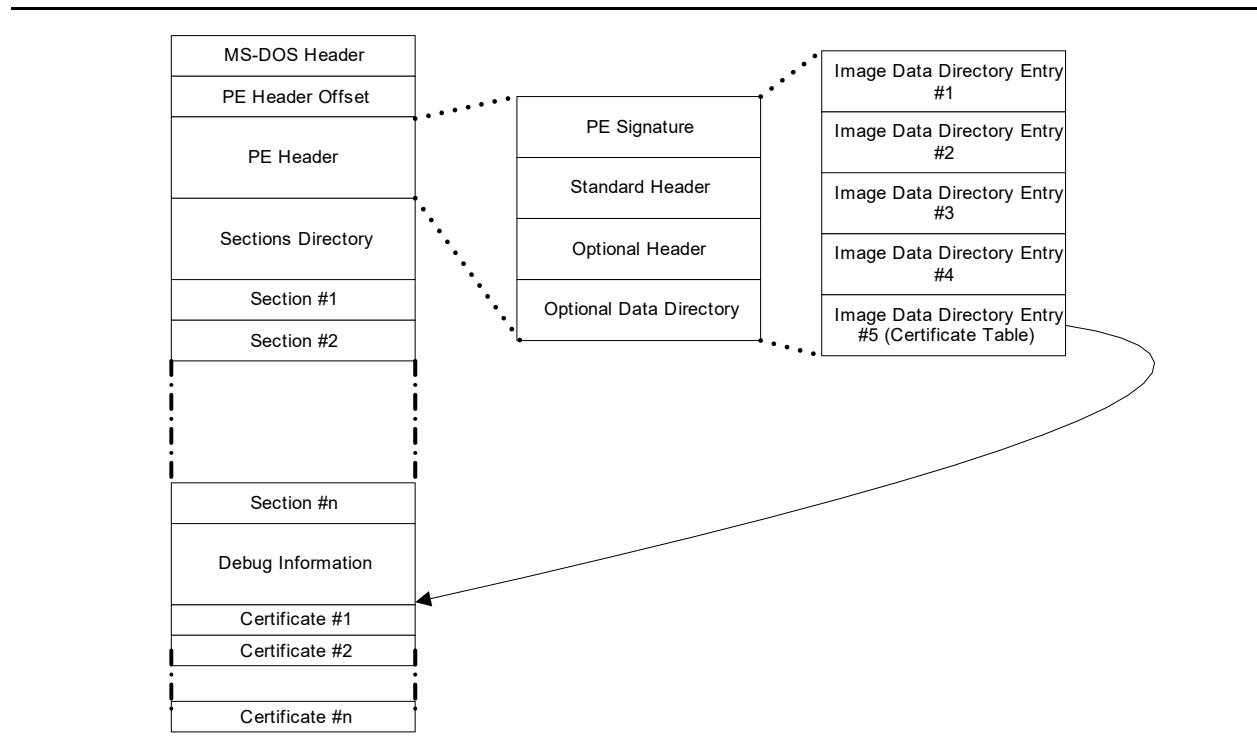 MS-DOS Header
PE Header Offset
PE Header
Sections Directory
Section #1
Section #2
Section #n
Debug Information
Certificate #1
Certificate #2
Certificate #n
PE Signature
Standard Header
Optional Header
Optional Data Directory
Image Data Directory Entry
#1
Image Data Directory Entry
#2
Image Data Directory Entry
#3
Image Data Directory Entry
#4
Image Data Directory Entry
#5 (Certificate Table)